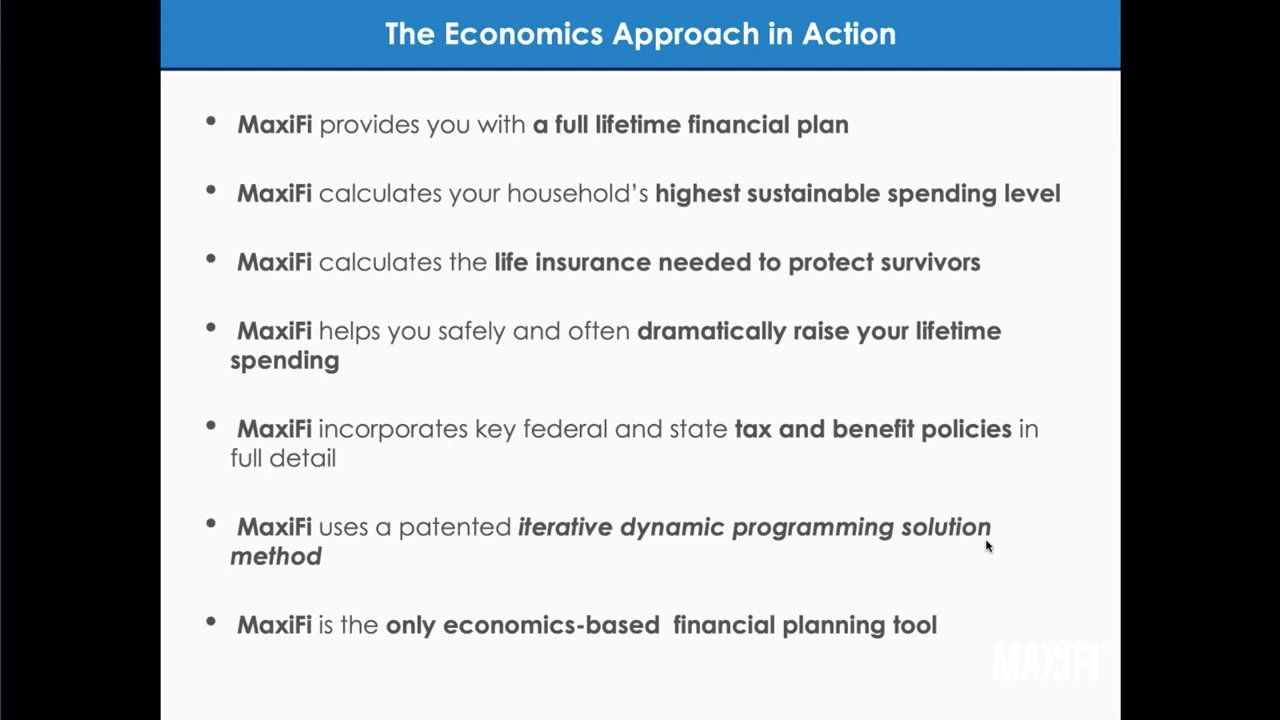 The Economics Approach in Action
• MaxiFi provides you with a full lifetime financial plan
• MaxiFi calculates your household’s highest sustainable spending level
• MaxiFi calculates the life insurance needed to protect survivors
• MaxiFi helps you safely and often dramatically raise your lifetime
spending
• MaxiFi incorporates key federal and state tax and benefit policies in
full detail
• MaxiFi uses a patented iterative dynamic programming solution
method
• MaxiFi is the only economics-based financial planning tool
MAXIFI